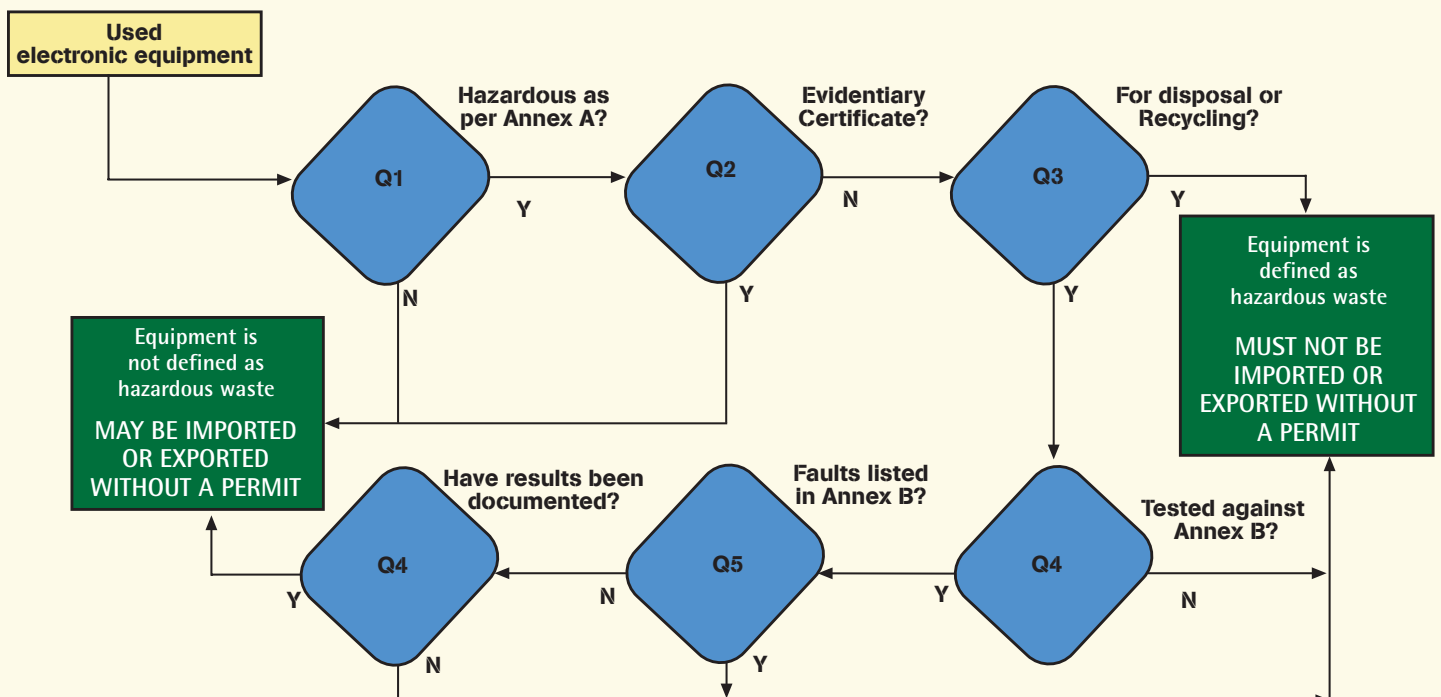 Used
electronic equipment
Hazardous as
per Annex A?
Evidentiary
Certificate?
For disposal or
Recycling?
Q1
Y
Q2
N
Q3
Y
N
Y
Y
Equipment is
defined as
hazardous waste
MUST NOT BE
IMPORTED OR
EXPORTED WITHOUT
A PERMIT
Equipment is
not defined as
hazardous waste
MAY BE IMPORTED
OR EXPORTED
WITHOUT A PERMIT
Have results been
documented?
Faults listed
in Annex B?
Tested against
Annex B?
Q4
Y
N
Q5
N
Y
Q4
Y
N